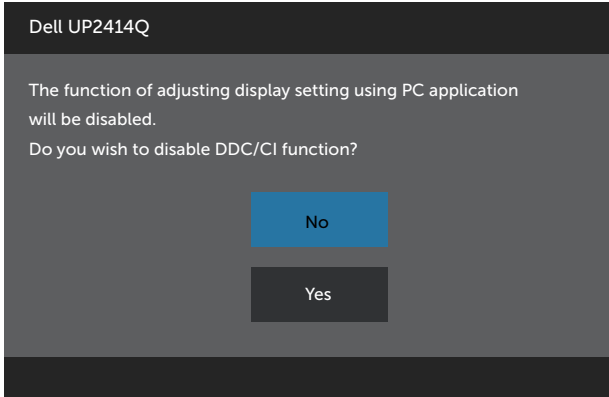 Dell UP2414Q
The function of adjusting display setting using PC application
will be disabled.
Do you wish to disable DDC/CI function?
No
Yes